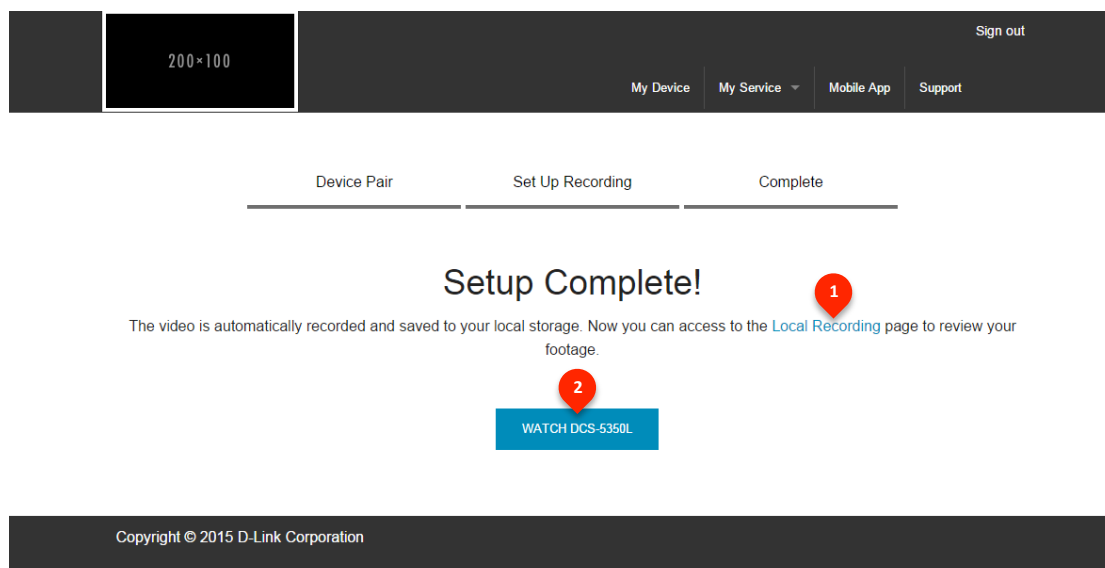 200×100
Sign out
My Device My Service Mobile App Support
Device Pair Set Up Recording Complete
Setup Complete!
1
The video is automatically recorded and saved to your local storage. Now you can access to the Local Recording page to review your
footage.
2
WATCH DCS-5350L
Copyright © 2015 D-Link Corporation